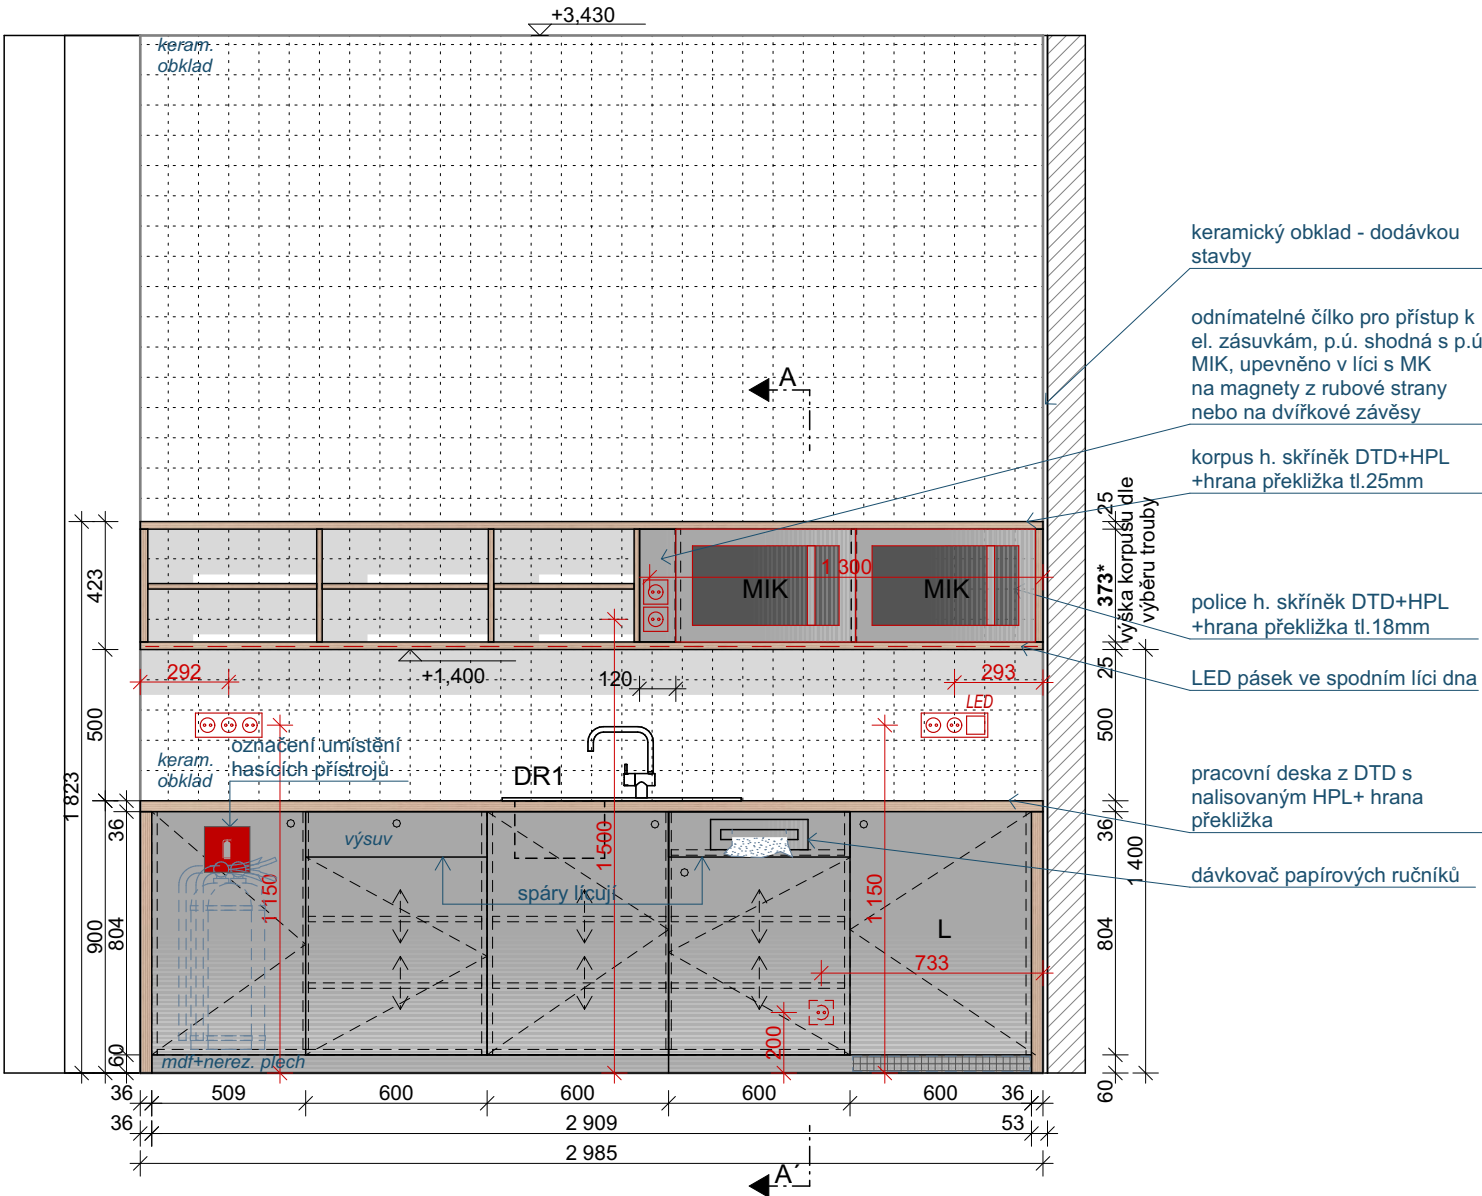 +3,430
keram.
obklad
keramický obklad - dodávkou
stavby
odnímatelné čílko pro přístup k
el. zásuvkám, p.ú. shodná s p.ú
MIK, upevněno v líci s MK
na magnety z rubové strany
nebo na dvířkové závěsy
A
korpus h. skříněk DTD+HPL
+hrana překližka tl.25mm
25
373*
výška korpusu dle
výběru trouby
25
423
1 300
MIK
MIK
police h. skříněk DTD+HPL
+hrana překližka tl.18mm
LED pásek ve spodním líci dna
292
+1,400
120
293
LED
500
500
označení umístění
hasicích přístrojů
keram.
obklad
DR1
pracovní deska z DTD s
nalisovaným HPL+ hrana
překližka
1 823
36
36
1 400
výsuv
1 500
dávkovač papírových ručníků
1 150
1 150
spáry lícují
900
804
804
L
733
200
60
60
mdf+nerez. plech
36
509
600
600
600
600
36
36
2 909
53
2 985
A´